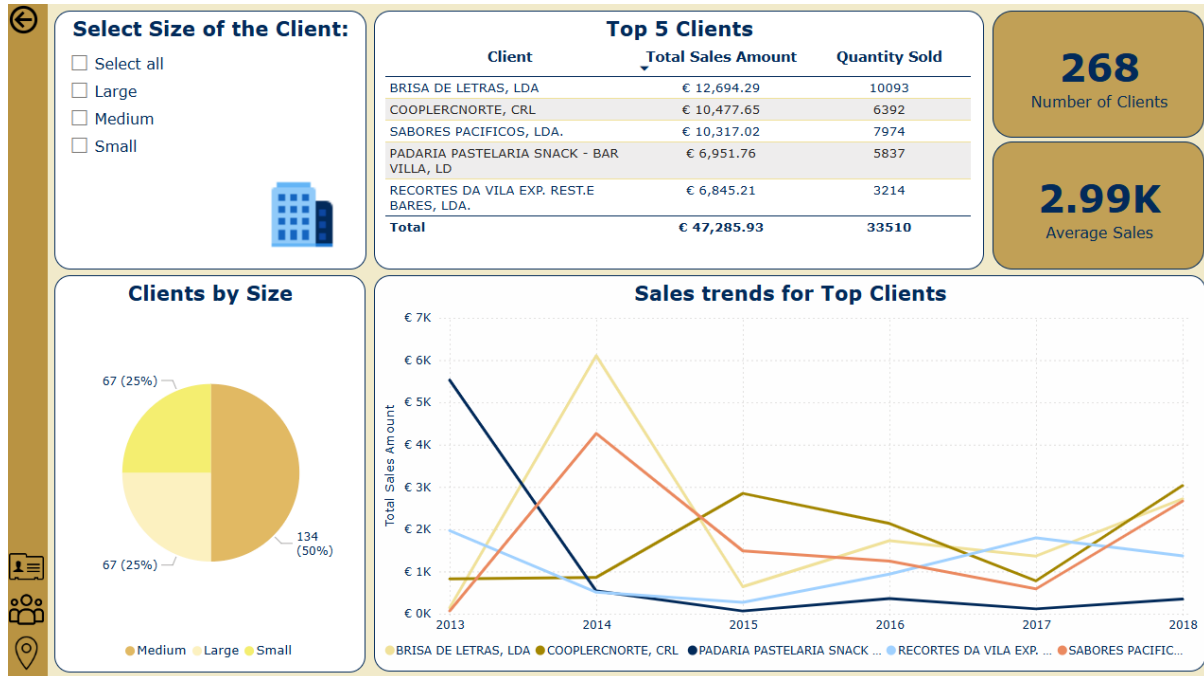 Select Size of the Client:
Select all
Large
Medium
Small
Top 5 Clients
Client Total Sales Amount Quantity Sold
BRISA DE LETRAS, LDA € 12,694.29 10093
COOPLERCNORTE, CRL € 10,477.65 6392
SABORES PACIFICOS, LDA. € 10,317.02 7974
PADARIA PASTELARIA SNACK - BAR € 6,951.76 5837
VILLA, LD
RECORTES DA VILA EXP. REST.E € 6,845.21 3214
BARES, LDA.
Total € 47,285.93 33510
268
Number of Clients
2.99K
Average Sales
Clients by Size
67 (25%)
134
(50%)
67 (25%)
Medium Large Small
Sales trends for Top Clients
Total Sales Amount
€ 7K
€ 6K
€ 5K
€ 4K
€ 3K
€ 2K
€ 1K
€ 0K
2013 2014 2015 2016 2017 2018
BRISA DE LETRAS, LDA COOPLERCNORTE, CRL PADARIA PASTELARIA SNACK ... RECORTES DA VILA EXP. ... SABORES PACIFIC...